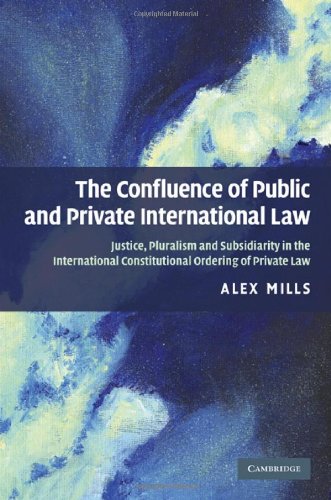 The Confluence of Public
and Private International Law
Justice, Pluralism and Subsidiarity in the
International Constitutional Ordering of Private Law
ALEX MILLS
CAMBRIDGE